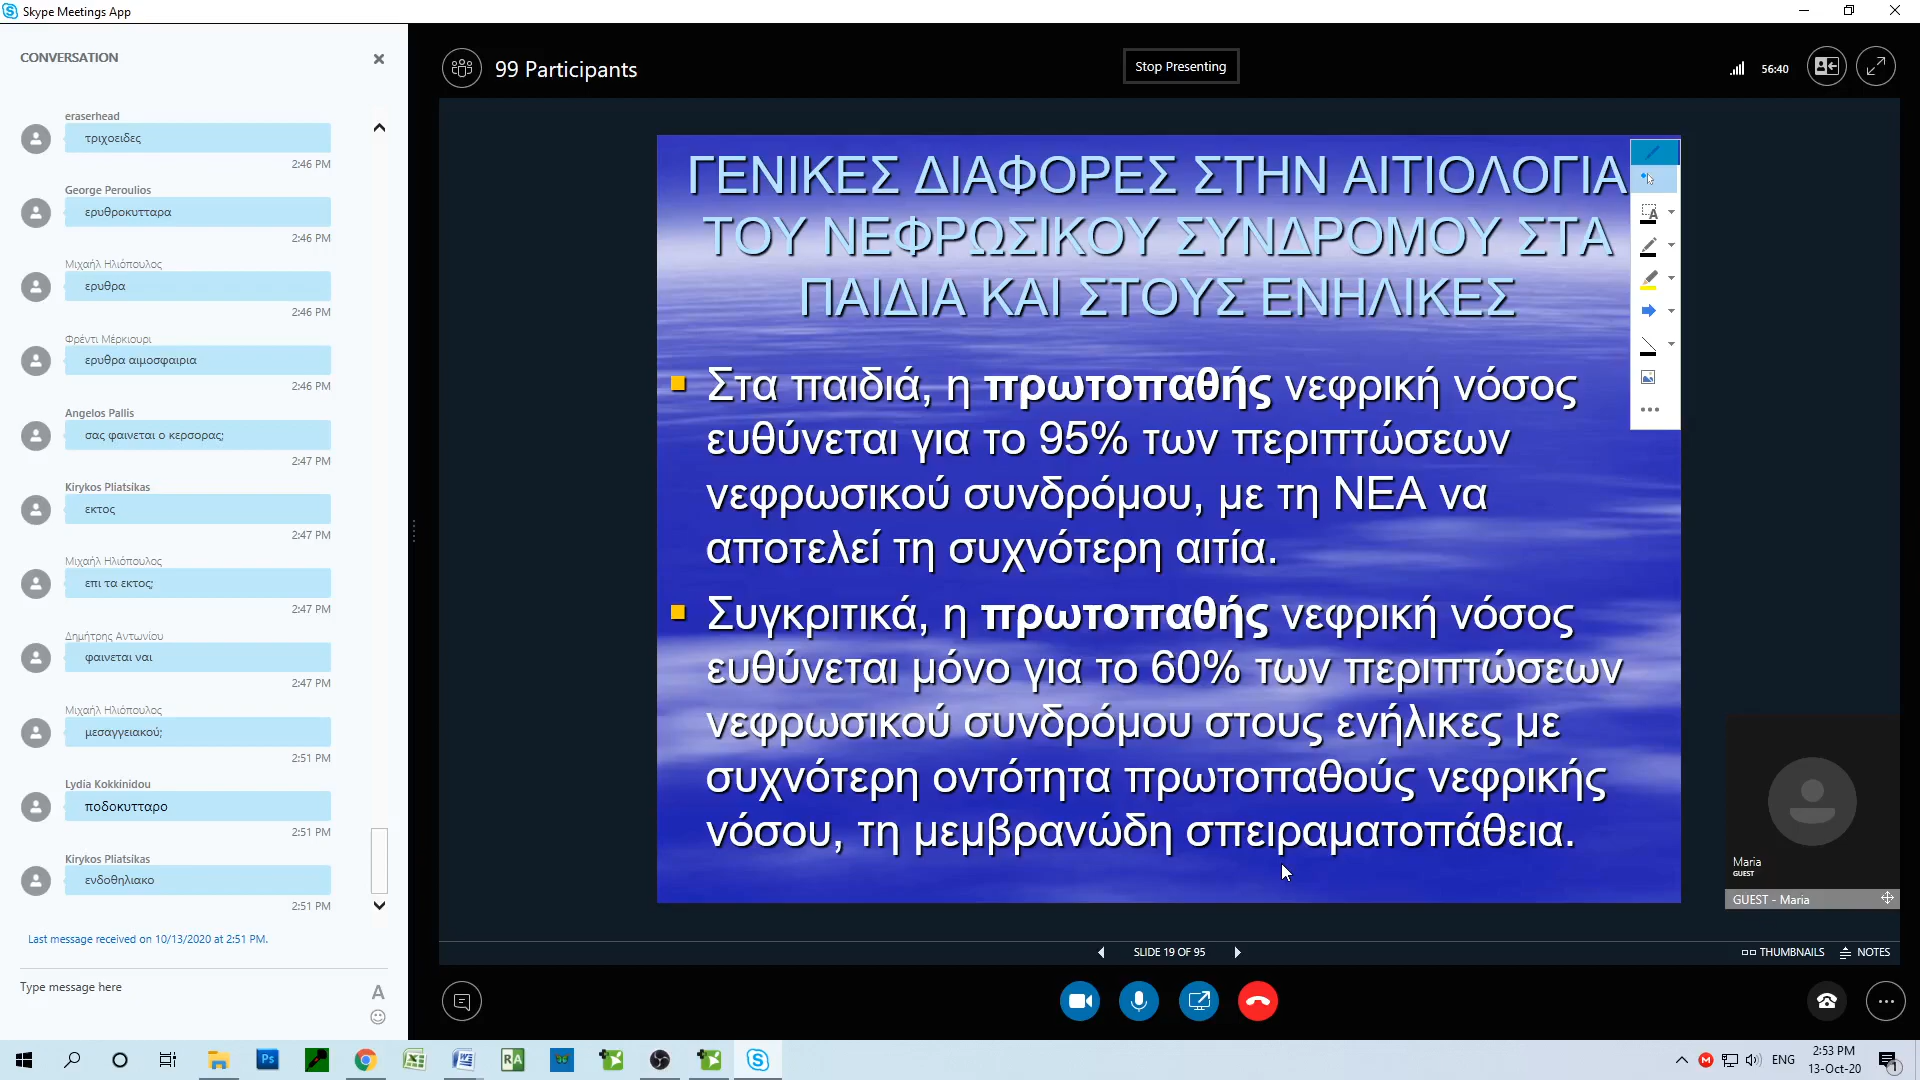 Skype Meetings App
CONVERSATION
eraserhead
τριχοειδες
2:46 PM
George Peroulios
ερυθροκυτταρα
2:46 PM
Μιχαήλ Ηλιόπουλος
ερυθρα
2:46 PM
Φρέντι Μέρκιουρι
ερυθρα αιμοσφαιρια
2:46 PM
Angelos Pallis
σας φαινεται ο κερσορας;
2:47 PM
Kirykos Pliatsikas
εκτος
2:47 PM
Μιχαήλ Ηλιόπουλος
επι τα εκτος;
2:47 PM
Δημήτρης Αντωνίου
φαινεται ναι
2:47 PM
Μιχαήλ Ηλιόπουλος
μεσαγγειακού;
2:51 PM
Lydia Kokkinidou
ποδοκυτταρο
2:51 PM
Kirykos Pliatsikas
ενδοθηλιακο
2:51 PM
Last message received on 10/13/2020 at 2:51 PM.
Type message here
A
99 Participants
Stop Presenting
56:40
ΓΕΝΙΚΕΣ ΔΙΑΦΟΡΕΣ ΣΤΗΝ ΑΙΤΙΟΛΟΓΙΑ
ΤΟΥ ΝΕΦΡΩΣΙΚΟΥ ΣΥΝΔΡΟΜΟΥ ΣΤΑ
ΠΑΙΔΙΑ ΚΑΙ ΣΤΟΥΣ ΕΝΗΛΙΚΕΣ
Στα παιδιά, η πρωτοπαθής νεφρική νόσος
ευθύνεται για το 95% των περιπτώσεων
νεφρωσικού συνδρόμου, με τη ΝΕΑ να
αποτελεί τη συχνότερη αιτία.
Συγκριτικά, η πρωτοπαθής νεφρική νόσος
ευθύνεται μόνο για το 60% των περιπτώσεων
νεφρωσικού συνδρόμου στους ενήλικες με
συχνότερη οντότητα πρωτοπαθούς νεφρικής
νόσου, τη μεμβρανώδη σπειραματοπάθεια.
A
Maria
GUEST
GUEST - Maria
SLIDE 19 OF 95
THUMBNAILS
NOTES
Ps
RA
M
ENG
2:53 PM
13-Oct-20
1